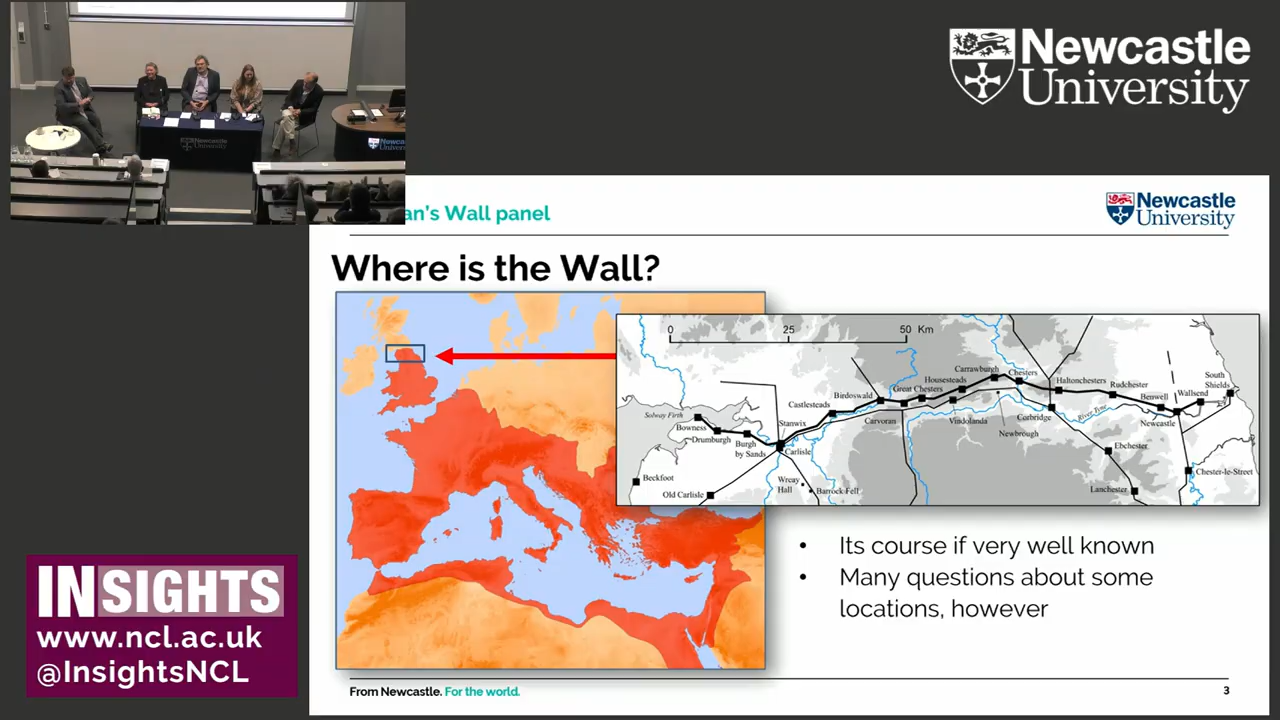 Newcastle
University
Newcastle
University
an's Wall panel
Newcastle
University
Where is the Wall?
0 25 50 Km
Solway Firth
Bowness
Drumburgh
Burgh
by Sands
Stanwix
Carlisle
Castlesteads
Birdoswald
Carvoran
Great Chesters
Housesteads
Vindolanda
Carrawburgh
Chesters
Newbrough
Haltonchesters
Corbridge
Rudchester
River Tyne
Benwell
Newcastle
Wallsend
South
Shields
Ebchester
Lanchester
Chester-le-Street
Beckfoot
Old Carlisle
Wreay
Hall
Barrock-Fell
• Its course if very well known
• Many questions about some
locations, however
INSIGHTS
www.ncl.ac.uk
@InsightsNCL
From Newcastle. For the world.
3